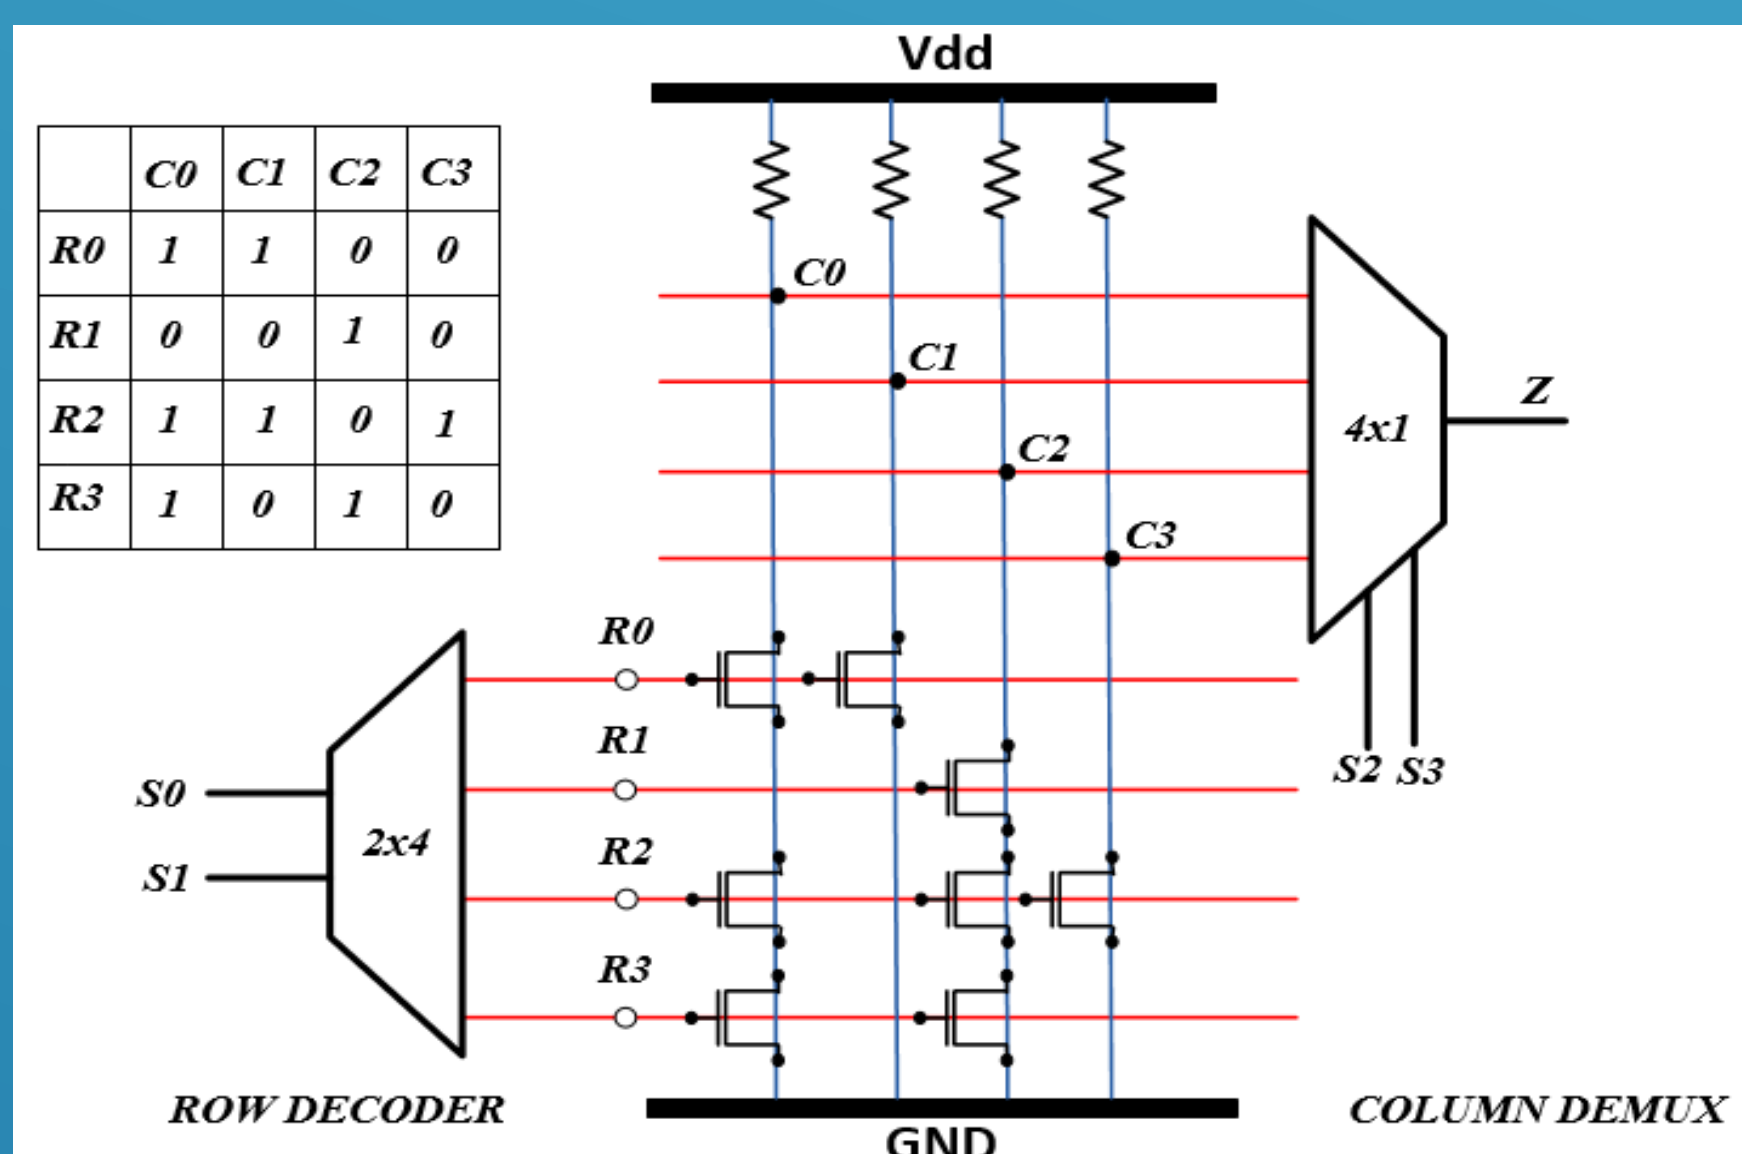 Vdd
C0 C1 C2 C3
R0 1 1 0 0
R1 0 0 1 0
R2 1 1 0 1
R3 1 0 1 0
C0
C1
C2
C3
4x1
Z
S2 S3
R0
R1
R2
R3
S0
S1
2x4
ROW DECODER
GND
COLUMN DEMUX